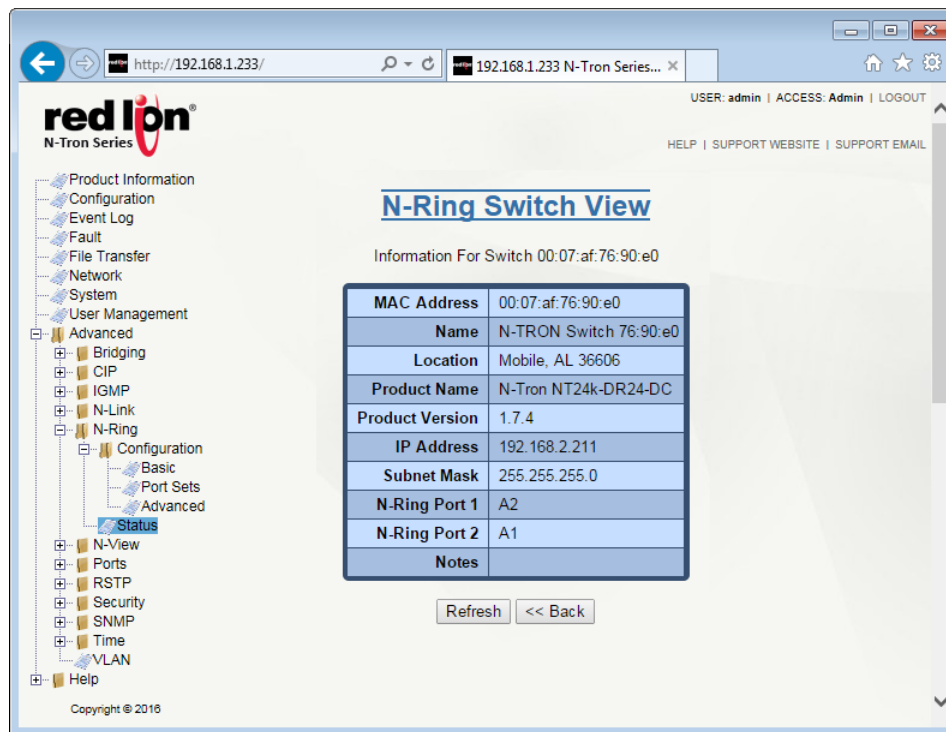 http://192.168.1.233/
192.168.1.233 N-Tron Series...
red lion®
N-Tron Series
USER: admin | ACCESS: Admin | LOGOUT
HELP | SUPPORT WEBSITE | SUPPORT EMAIL
Product Information
Configuration
Event Log
Fault
File Transfer
Network
System
User Management
Advanced
Bridging
CIP
IGMP
N-Link
N-Ring
Configuration
Basic
Port Sets
Advanced
Status
N-View
Ports
RSTP
Security
SNMP
Time
VLAN
Help
Copyright © 2016
N-Ring Switch View
Information For Switch 00:07:af:76:90:e0
MAC Address 00:07:af:76:90:e0
Name N-TRON Switch 76:90:e0
Location Mobile, AL 36606
Product Name N-Tron NT24k-DR24-DC
Product Version 1.7.4
IP Address 192.168.2.211
Subnet Mask 255.255.255.0
N-Ring Port 1 A2
N-Ring Port 2 A1
Notes
Refresh << Back